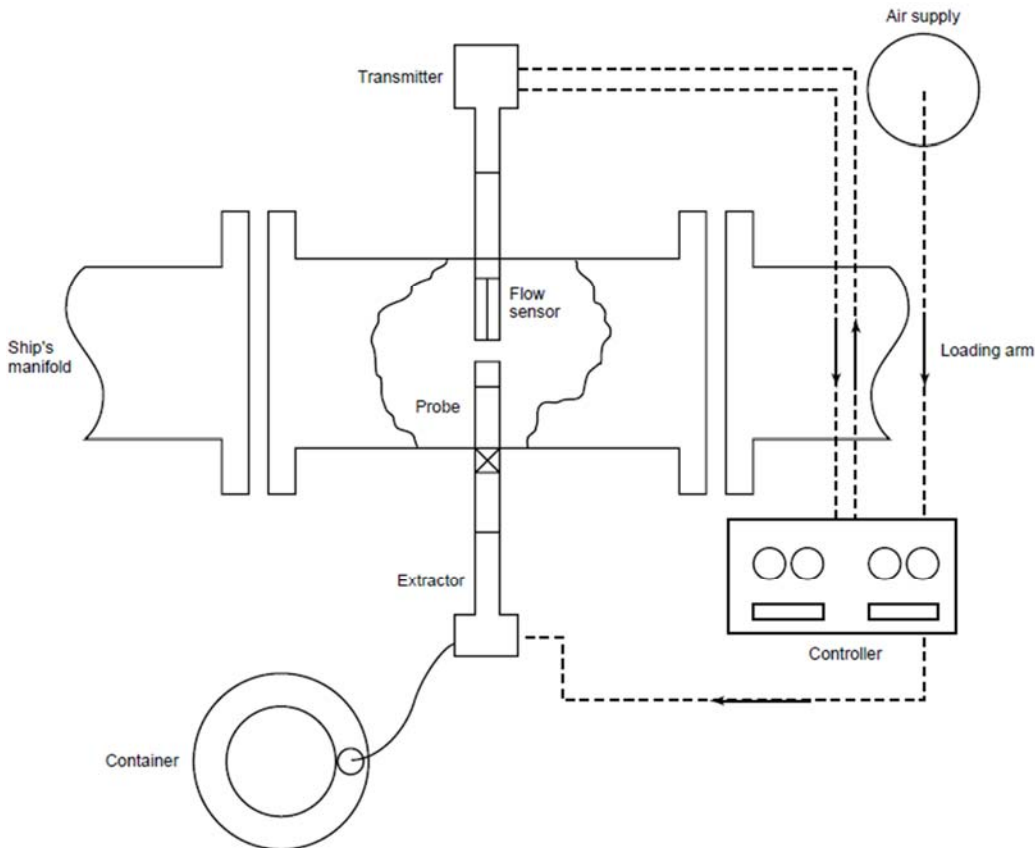 Air supply
Transmitter
Flow
sensor
Ship's
manifold
Loading arm
Probe
Extractor
Controller
Container